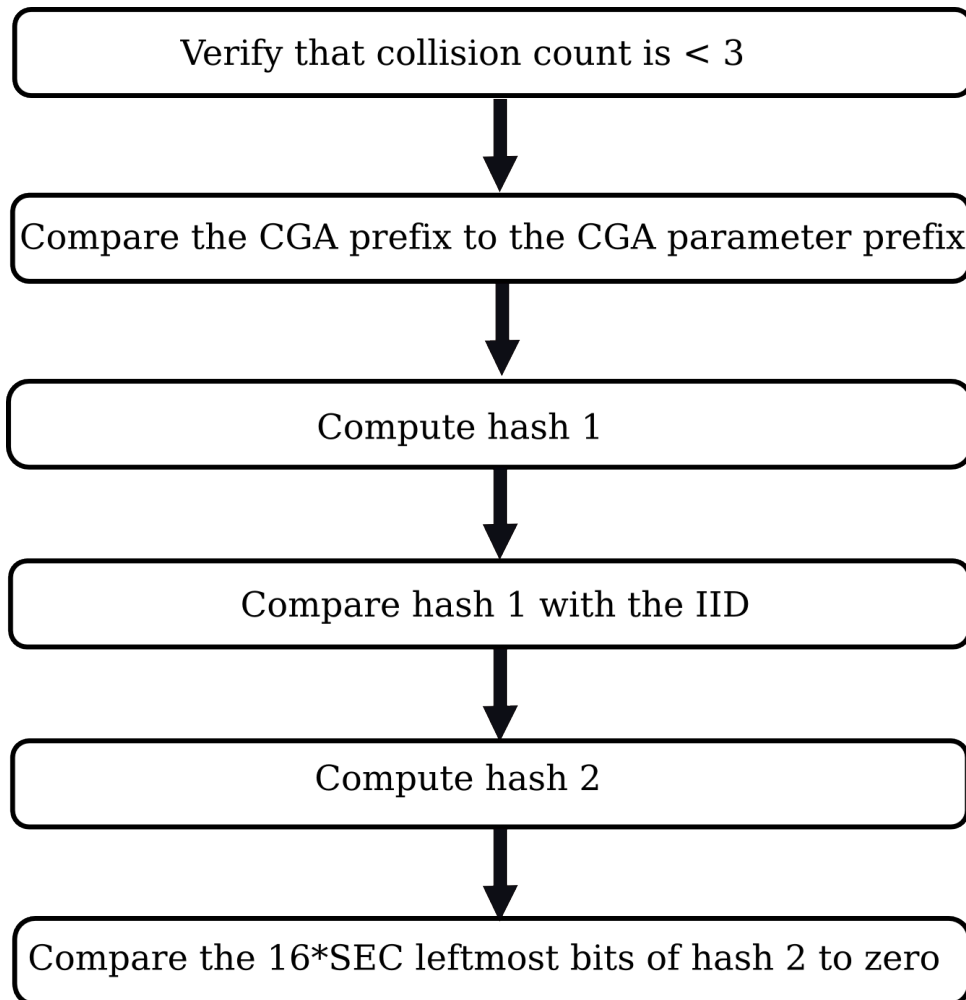 Verify that collision count is < 3
Compare the CGA prefix to the CGA parameter prefix
Compute hash 1
Compare hash 1 with the IID
Compute hash 2
Compare the 16*SEC leftmost bits of hash 2 to zero